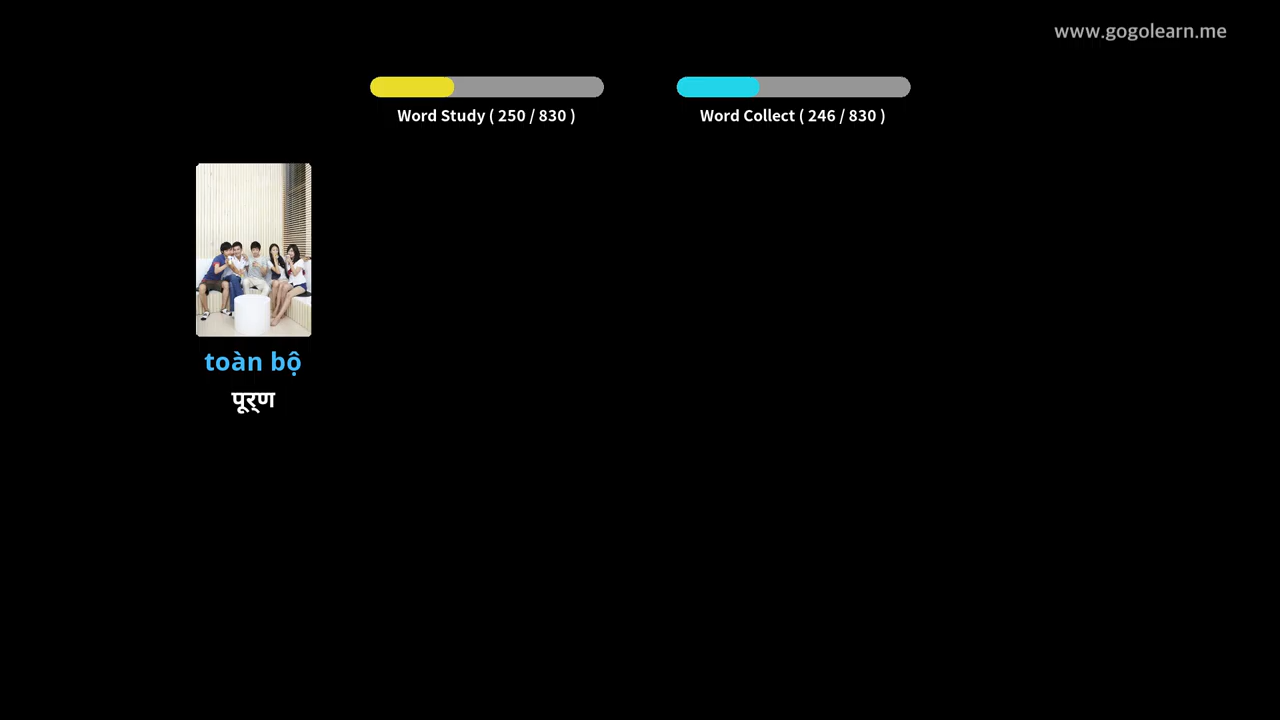 www.gogolearn.me
Word Study ( 250 / 830 )
Word Collect ( 246 / 830 )
toàn bộ
पूर्ण